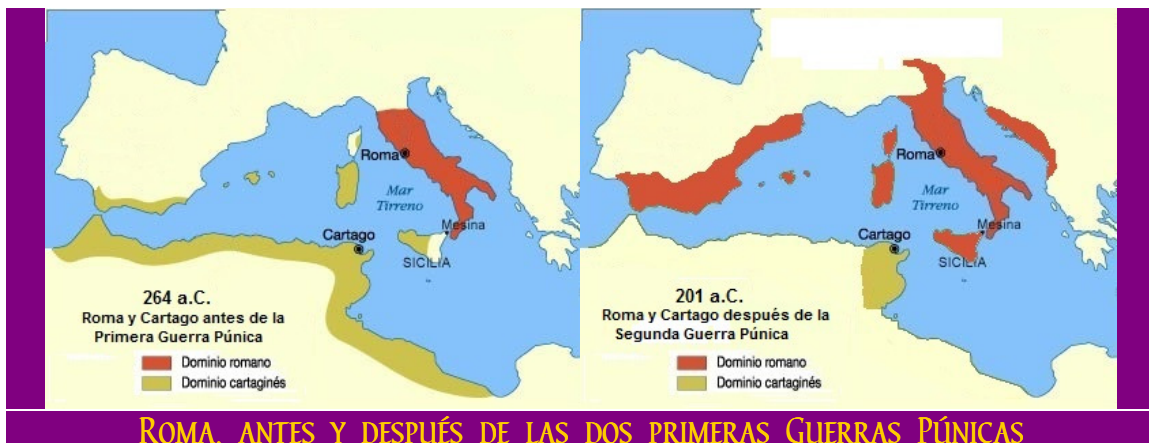 Roma
Mar
Tirreno
Mesina
Cartago
SICILIA
264 a.C.
Roma y Cartago antes de la
Primera Guerra Púnica
Dominio romano
Dominio cartaginés
Roma
Mar
Tirreno
Mesina
Cartago
SICILIA
201 a.C.
Roma y Cartago después de la
Segunda Guerra Púnica
Dominio romano
Dominio cartaginés
ROMA, ANTES Y DESPUÉS DE LAS DOS PRIMERAS GUERRAS PÚNICAS